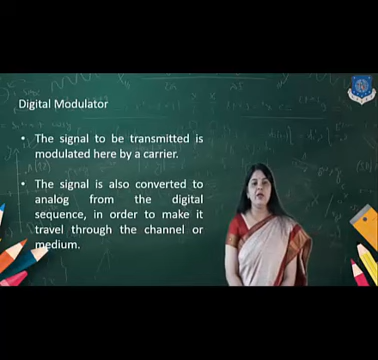 Digital Modulator
• The signal to be transmitted is
modulated here by a carrier.
• The signal is also converted to
analog from the digital
sequence, in order to make it
travel through the channel or
medium.